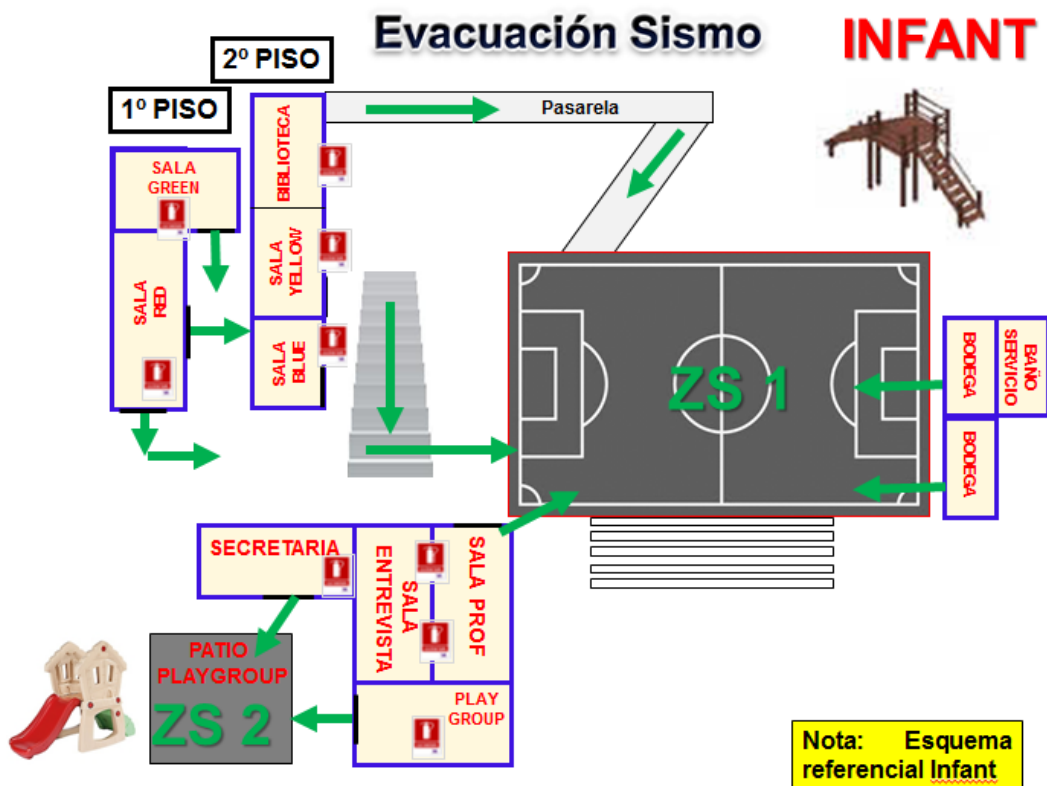 Evacuación Sismo
INFANT
2º PISO
1º PISO
Pasarela
BIBLIOTECA
SALA
GREEN
SALA
YELLOW
SALA
RED
SALA
BLUE
ZS 1
BODEGA
BAÑO
SERVICIO
BODEGA
SECRETARIA
SALA
ENTREVISTA
SALA PROF
PATIO
PLAYGROUP
ZS 2
PLAY
GROUP
Nota: Esquema
referencial Infant